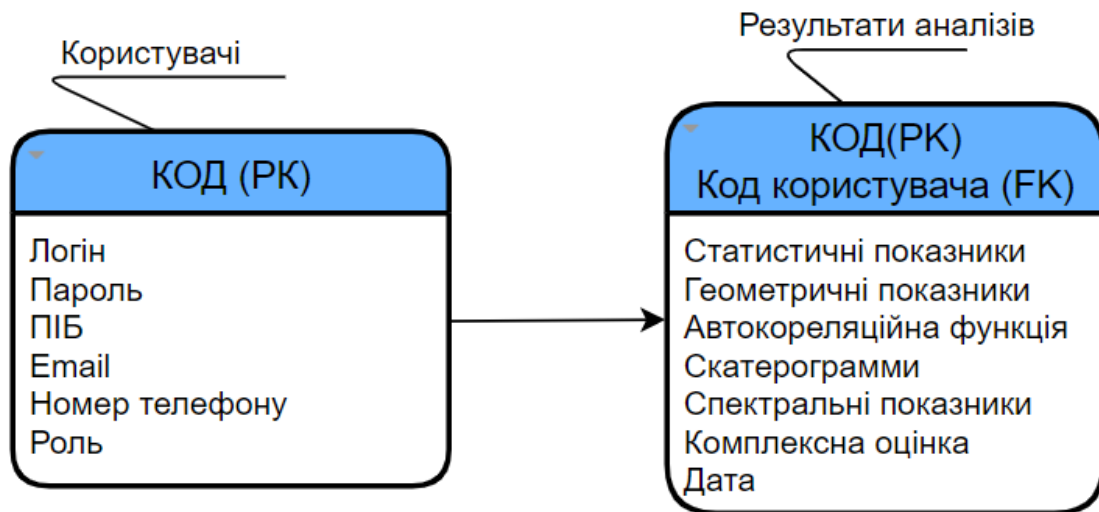 Користувачі
КОД (PK)
Логін
Пароль
ПІБ
Email
Номер телефону
Роль
Результати аналізів
КОД(PK)
Код користувача (FK)
Статистичні показники
Геометричні показники
Автокореляційна функція
Скатерограмми
Спектральні показники
Комплексна оцінка
Дата